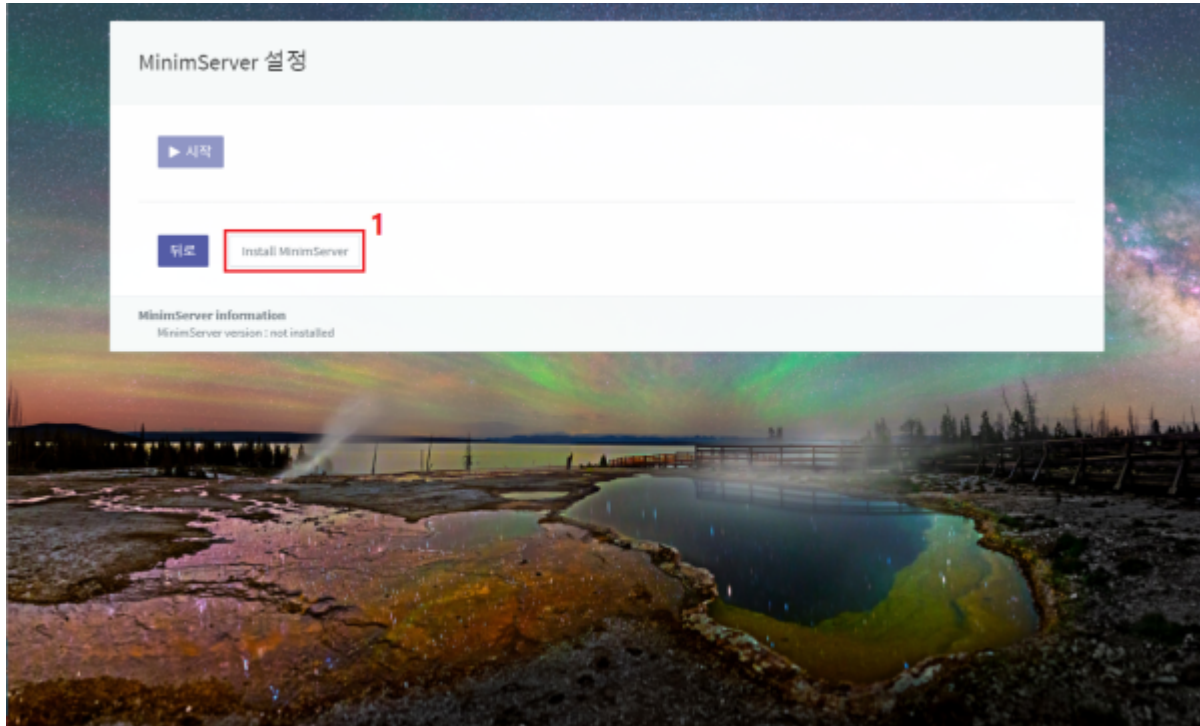 MinimServer 설정
▶ 시작
1
뒤로 Install MinimServer
MinimServer information
MinimServer version : not installed